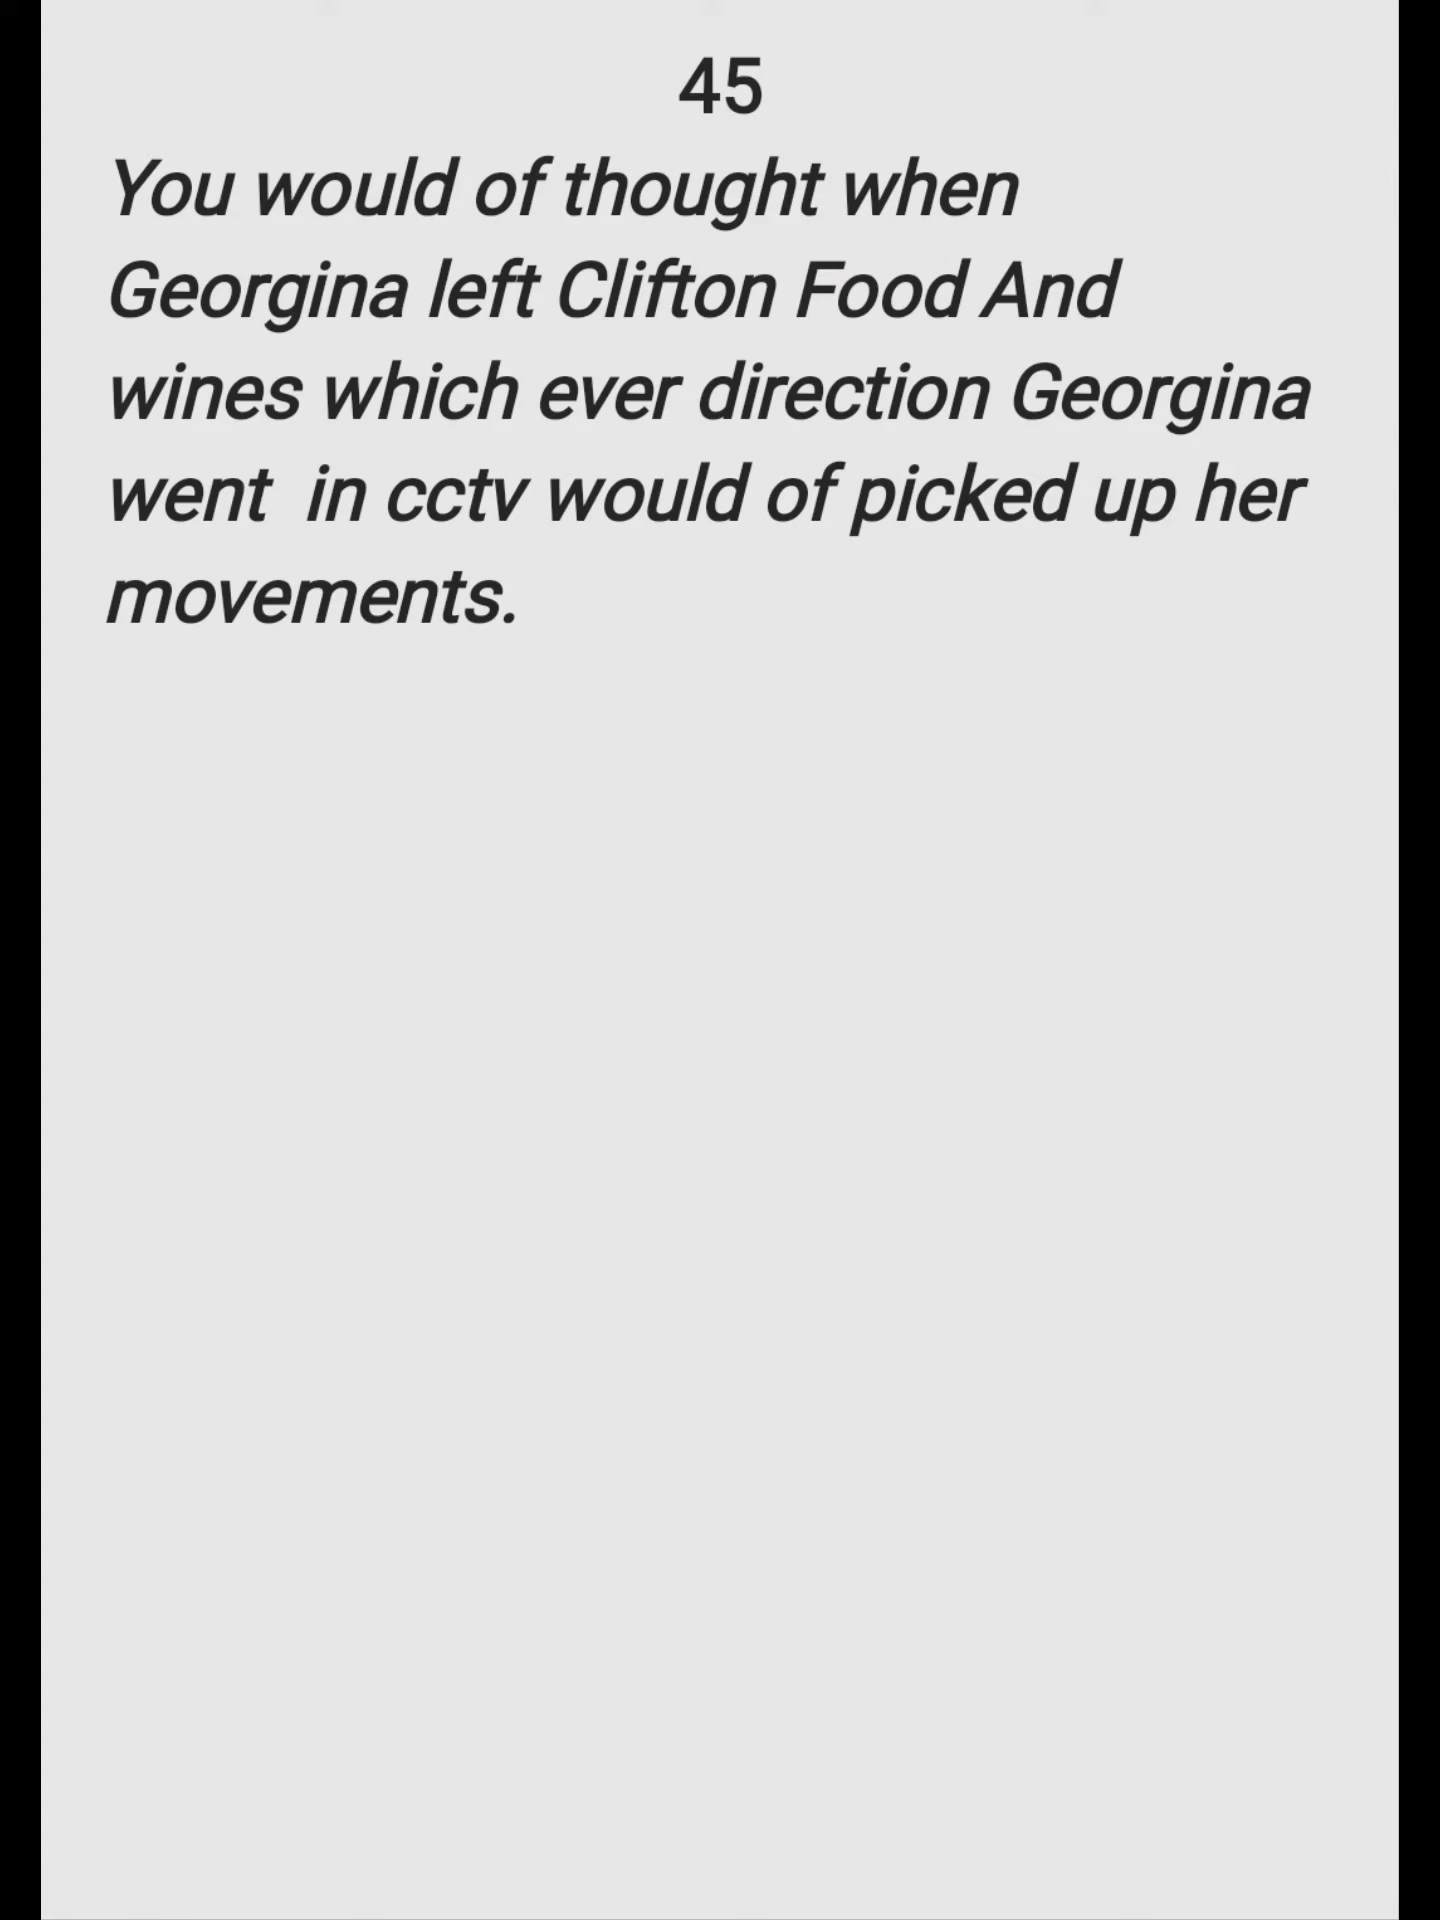 45
You would of thought when
Georgina left Clifton Food And
wines which ever direction Georgina
went  in cctv would of picked up her
movements.